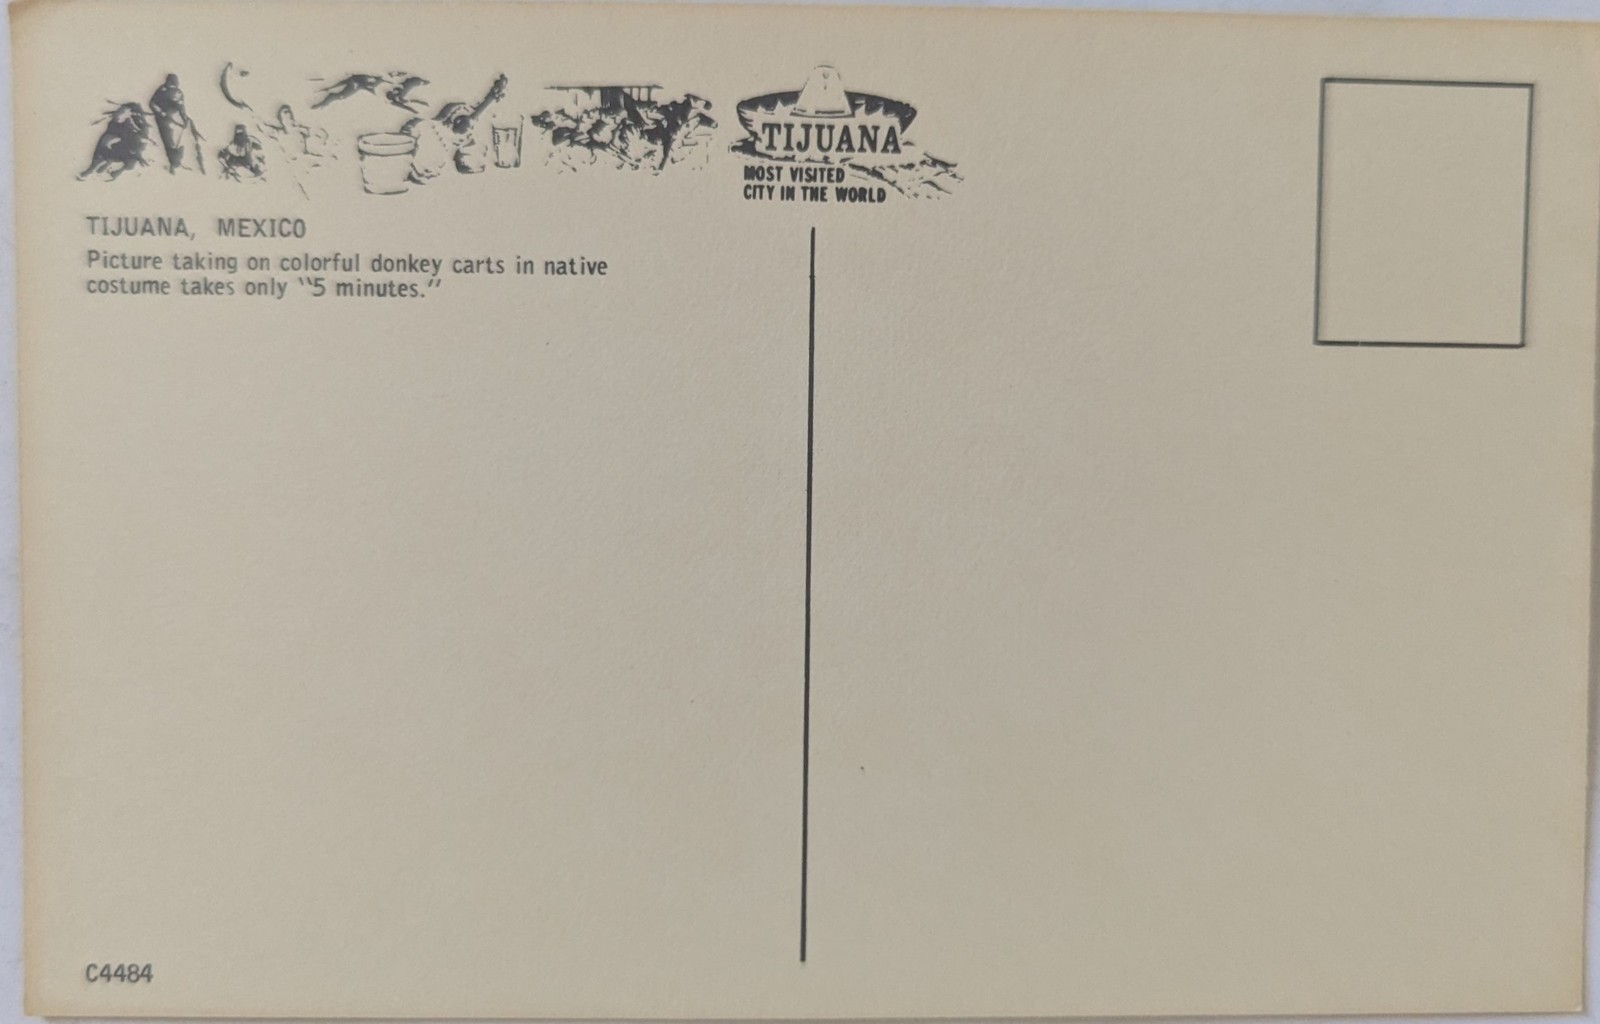 TIJUANA
MOST VISITED
CITY IN THE WORLD
TIJUANA, MEXICO
Picture taking on colorful donkey carts in native
costume takes only "5 minutes."
C4484